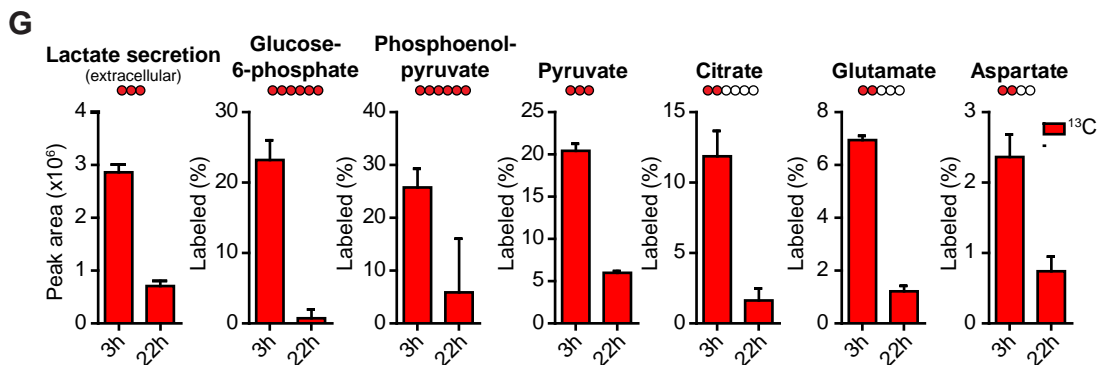 G
Lactate secretion
(extracellular)
Peak area (x10⁶)
4
3
2
1
0
3h
22h
Glucose-
6-phosphate
Labeled (%)
30
20
10
0
3h
22h
Phosphoenol-
pyruvate
Labeled (%)
40
30
20
10
0
3h
22h
Pyruvate
Labeled (%)
25
20
15
10
5
0
3h
22h
Citrate
Labeled (%)
15
10
5
0
3h
22h
Glutamate
Labeled (%)
8
6
4
2
0
3h
22h
Aspartate
Labeled (%)
3
2
1
0
3h
22h
¹³C